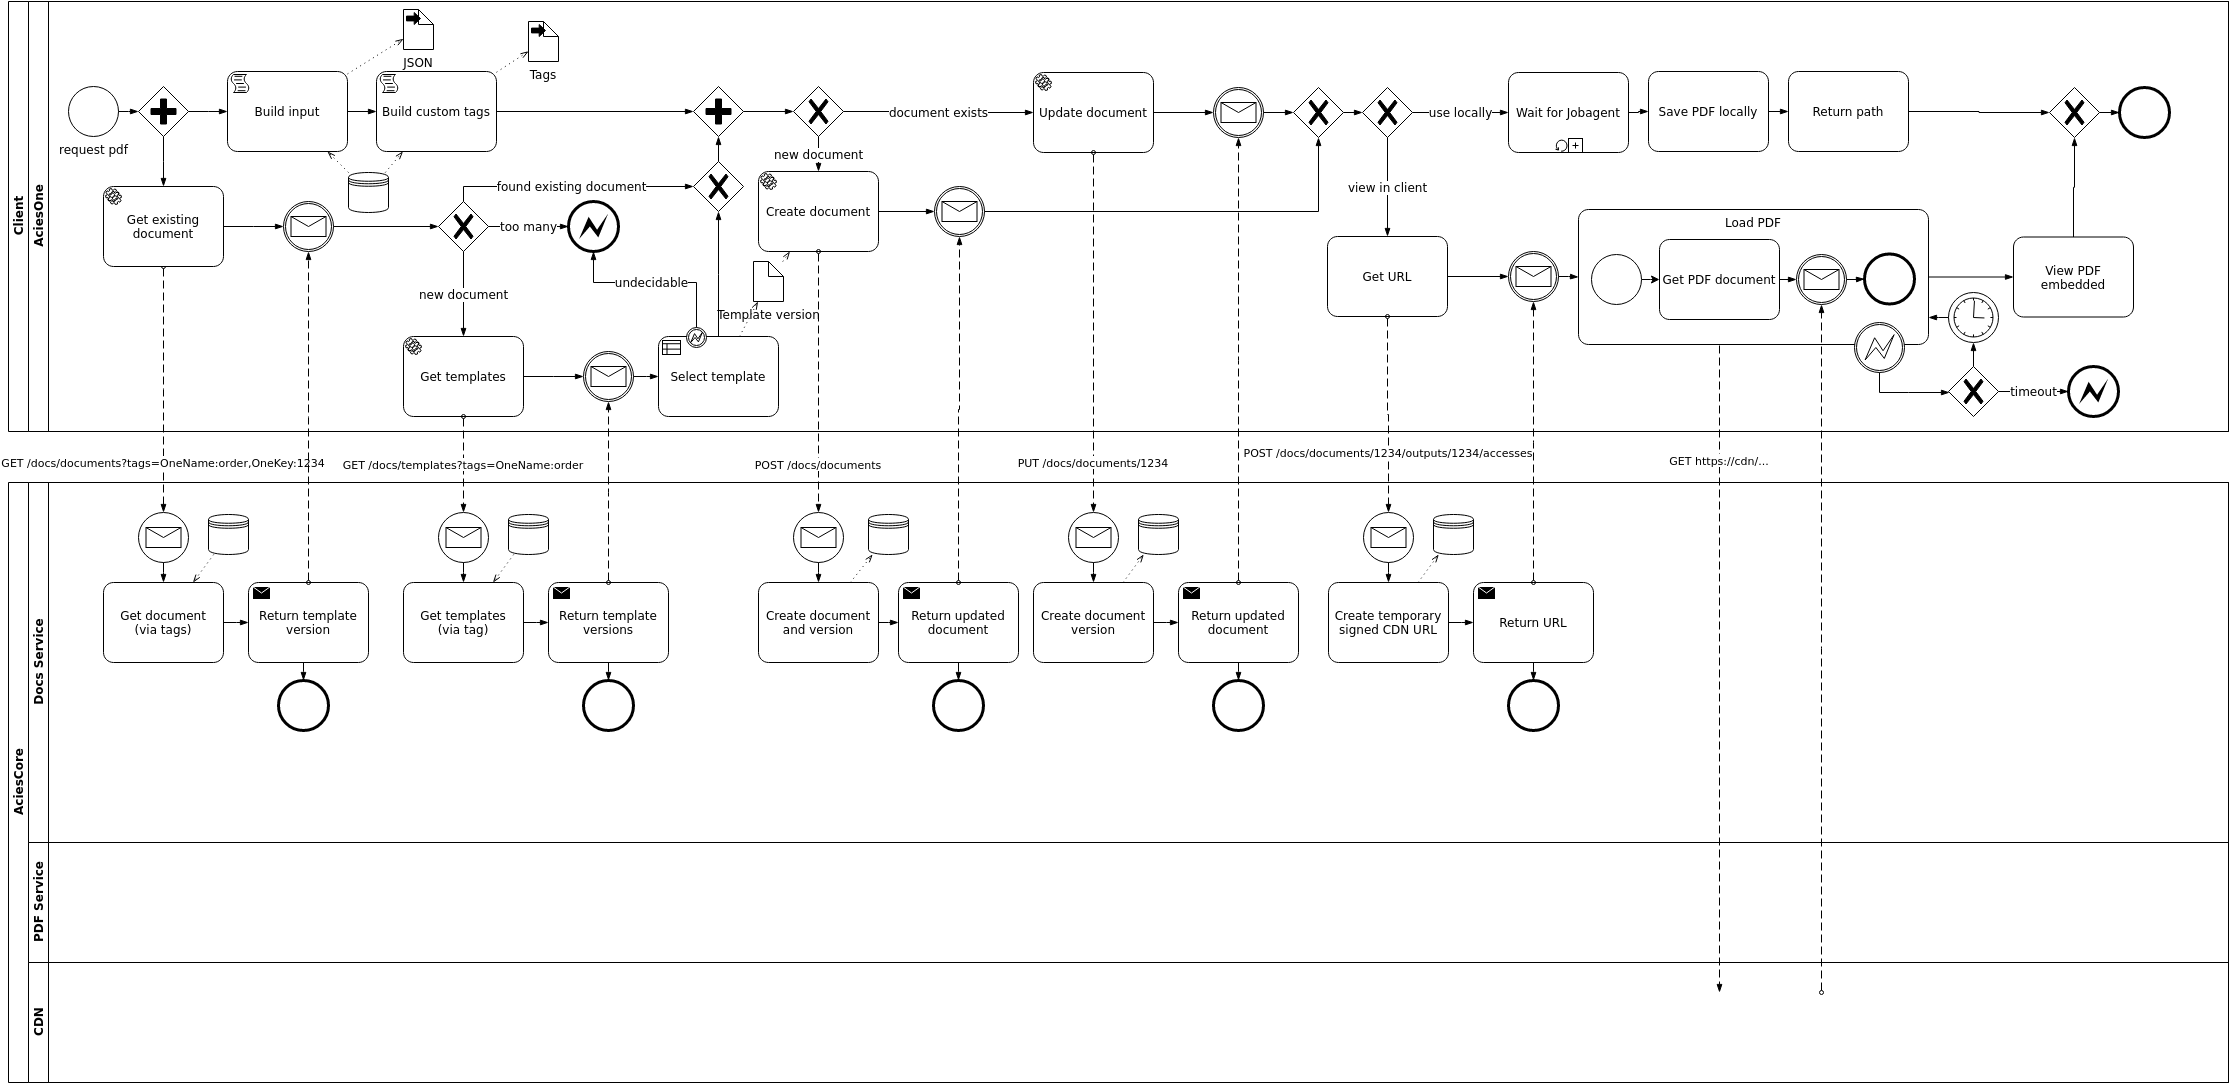 Client
AciesOne
JSON
Tags
request pdf
Build input
Build custom tags
document exists
Update document
use locally
Wait for Jobagent
Save PDF locally
Return path
new document
Get existing
document
found existing document
too many
Create document
view in client
Load PDF
Get URL
Get PDF document
View PDF
embedded
undecidable
new document
Template version
Get templates
Select template
timeout
GET /docs/documents?tags=OneName:order,OneKey:1234
GET /docs/templates?tags=OneName:order
POST /docs/documents
PUT /docs/documents/1234
POST /docs/documents/1234/outputs/1234/accesses
GET https://cdn/...
AciesCore
Docs Service
Get document
(via tags)
Return template
version
Get templates
(via tag)
Return template
versions
Create document
and version
Return updated
document
Create document
version
Return updated
document
Create temporary
signed CDN URL
Return URL
PDF Service
CDN